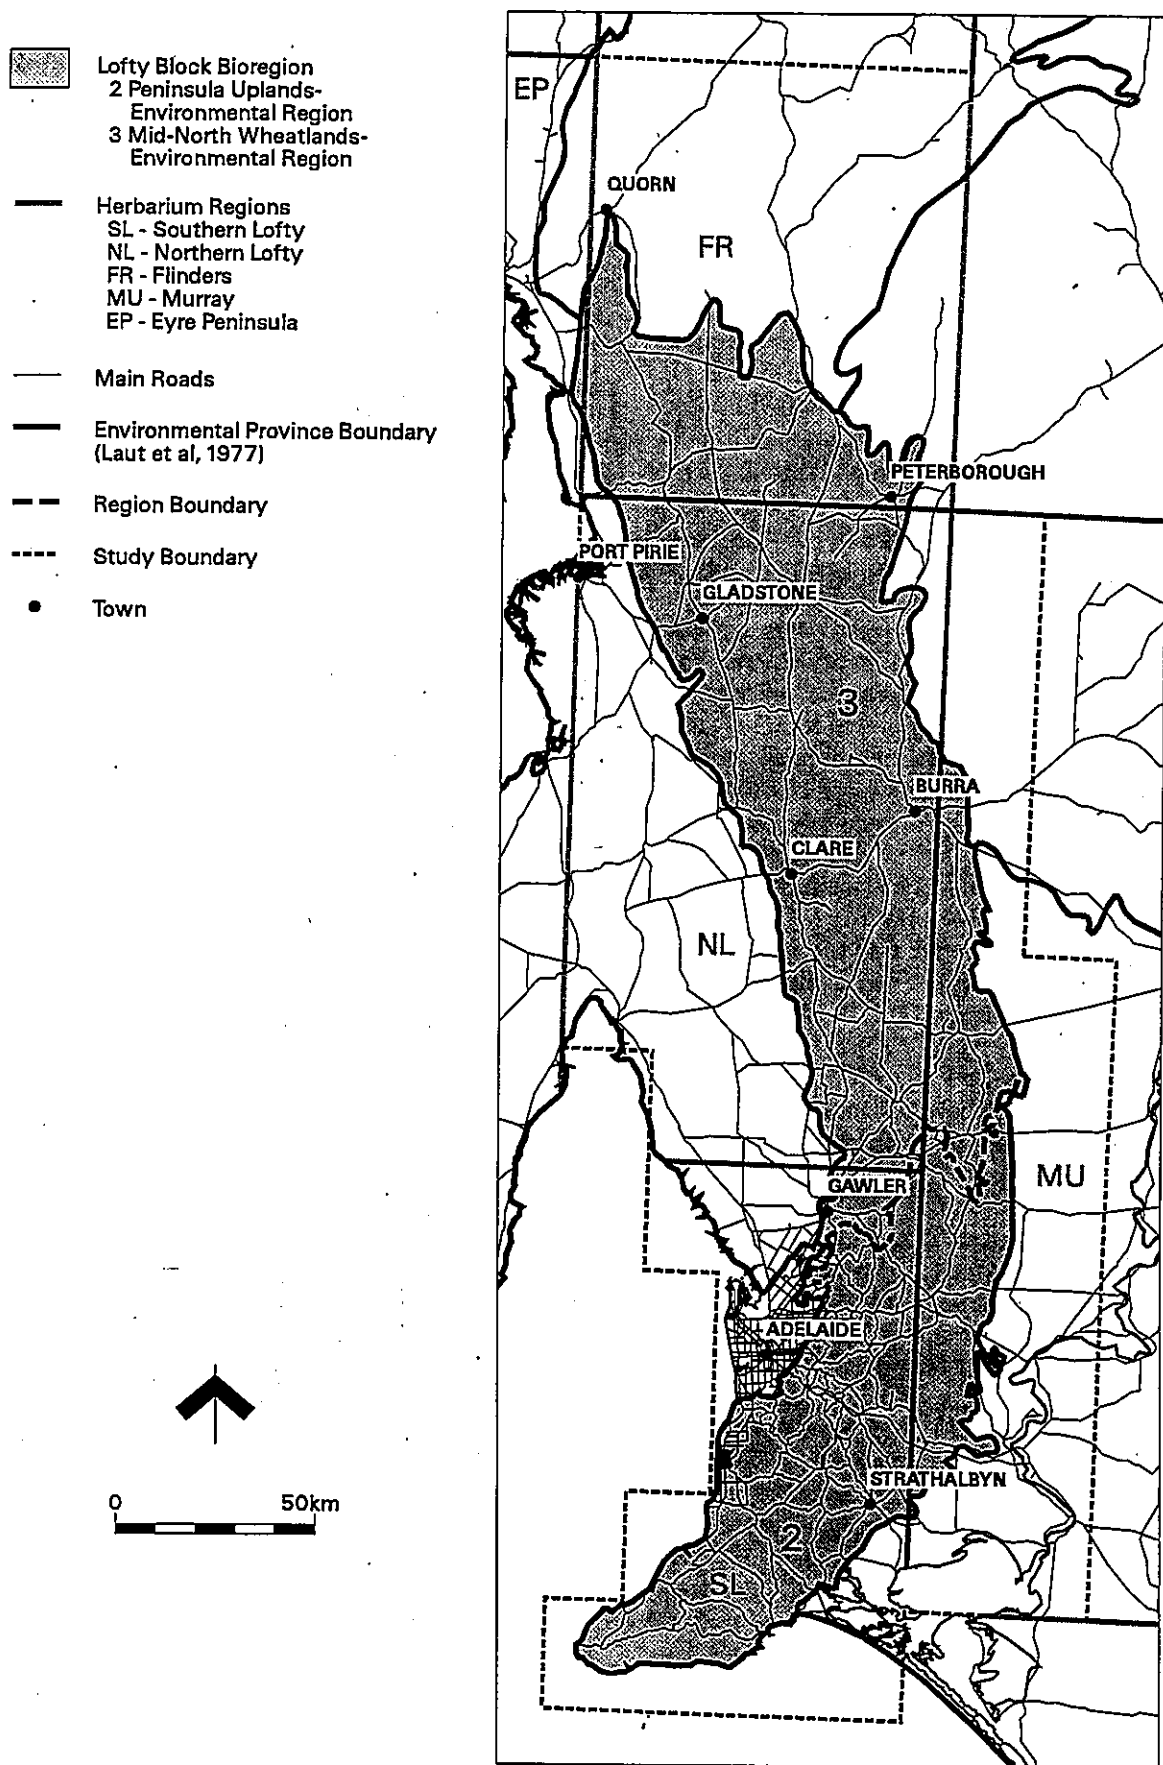 Lofty Block Bioregion
2 Peninsula Uplands-
Environmental Region
3 Mid-North Wheatlands-
Environmental Region
Herbarium Regions
SL - Southern Lofty
NL - Northern Lofty
FR - Flinders
MU - Murray
EP - Eyre Peninsula
Main Roads
Environmental Province Boundary
(Laut et al, 1977)
Region Boundary
Study Boundary
Town
0 50km
EP
QUORN
FR
PETERBOROUGH
PORT PIRIE
GLADSTONE
3
BURRA
CLARE
NL
MU
GAWLER
ADELAIDE
STRATHALBYN
2
SL